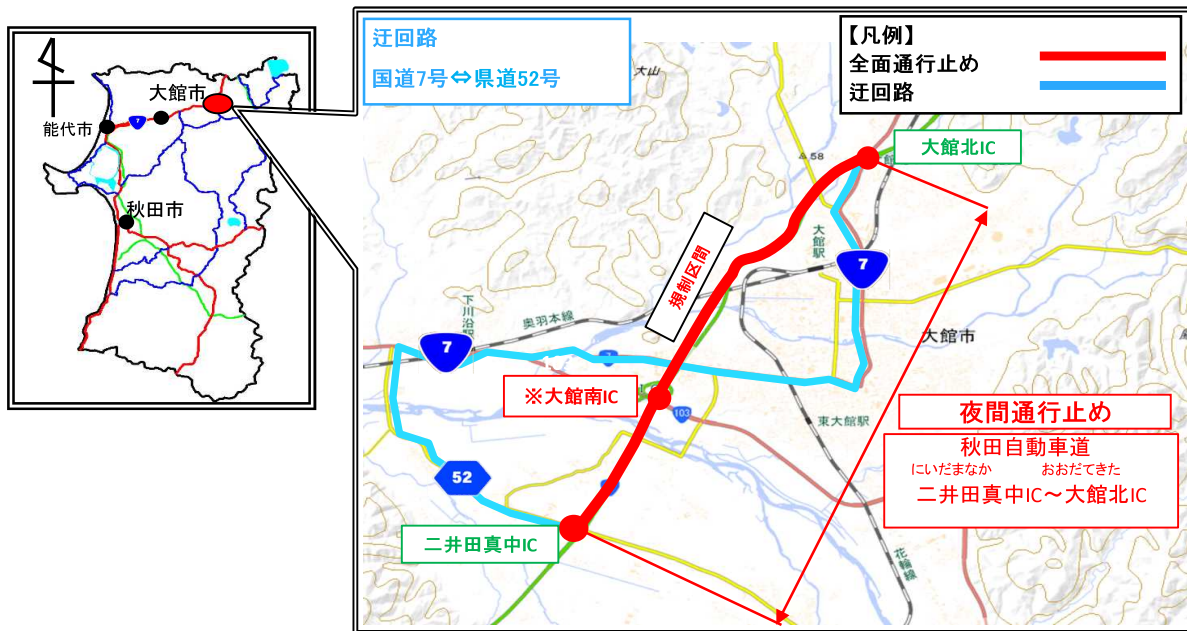 大館市
能代市
7
秋田市
迂回路
国道7号⇔県道52号
【凡例】
全面通行止め
迂回路
大山
58
大館北IC
大館駅
7
規制区間
下川沿駅
奥羽本線
7
大館市
※大館南IC
103
東大館駅
夜間通行止め
秋田自動車道
にいだまなか おおだてきた
二井田真中IC～大館北IC
52
二井田真中IC
花輪線